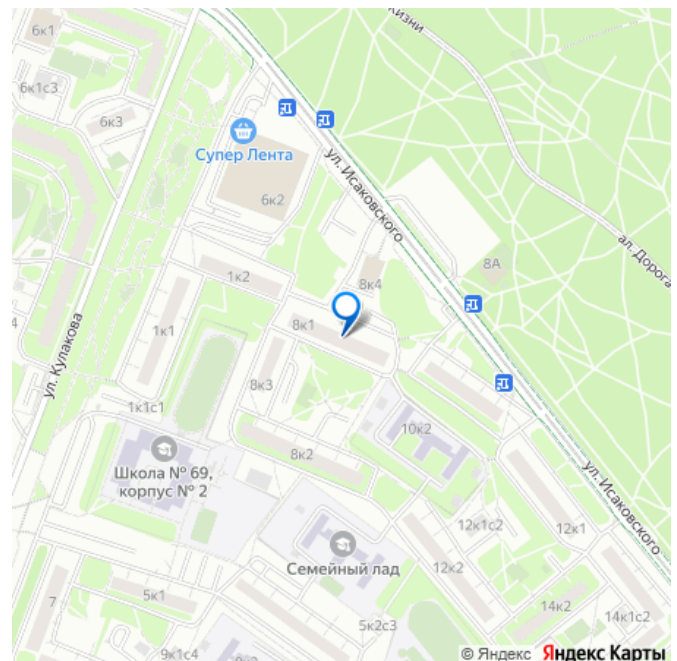 жизни
6к1
6к1с3
6к3
Супер Лента
6к2
ул. Исаковского
ал. Дорога
8А
1к2
8к4
8к1
1к1
ул. Кулакова
8к3
1к1с1
10к2
8к2
Школа № 69,
корпус № 2
ул. Исаковского
12к1с2
12к1
Семейный лад
12к2
7
5к1
14к2
5к2с3
14к1с2
9к1с4
© Яндекс Яндекс Карты